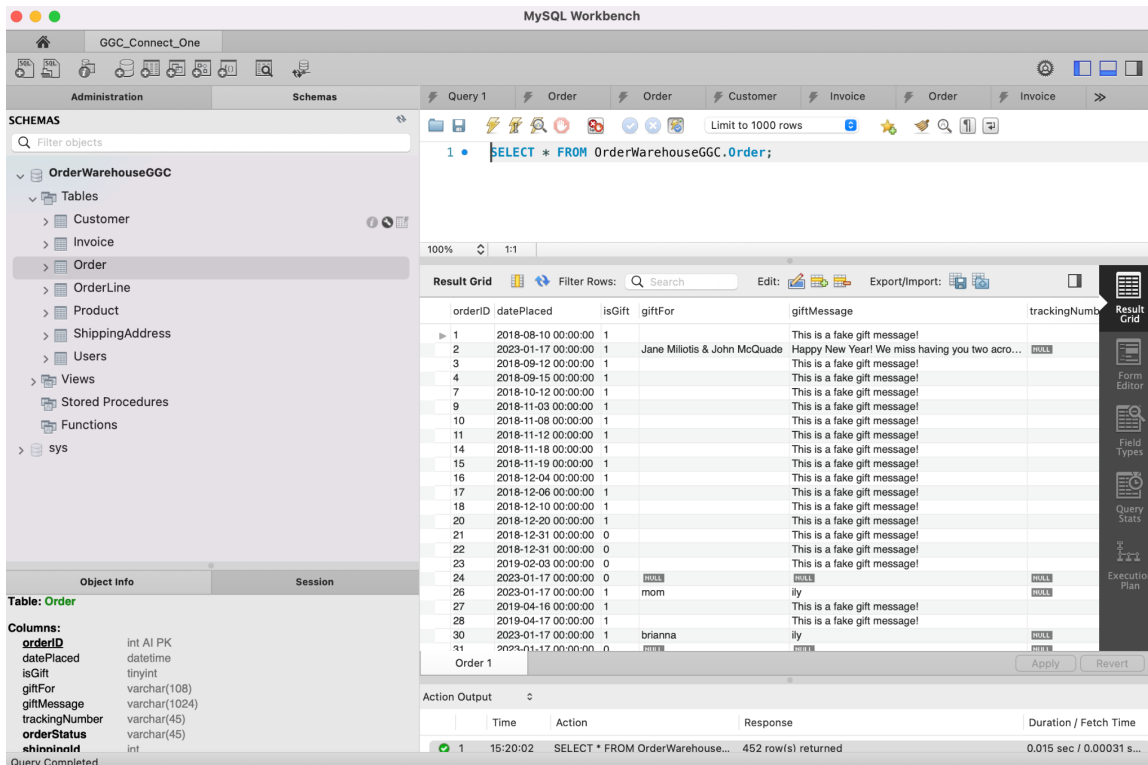 MySQL Workbench
GGC_Connect_One
Administration Schemas
SCHEMAS
Filter objects
OrderWarehouseGGC
Tables
Customer
Invoice
Order
OrderLine
Product
ShippingAddress
Users
Views
Stored Procedures
Functions
sys
Object Info Session
Table: Order
Columns:
orderID int AI PK
datePlaced datetime
isGift tinyint
giftFor varchar(108)
giftMessage varchar(1024)
trackingNumber varchar(45)
orderStatus varchar(45)
shippingId int
Query Completed
Query 1 Order Order Customer Invoice Order Invoice
Limit to 1000 rows
1 SELECT * FROM OrderWarehouseGGC.Order;
100% 1:1
Result Grid Filter Rows: Search Edit: Export/Import:
orderID datePlaced isGift giftFor giftMessage trackingNumb
1 2018-08-10 00:00:00 1 This is a fake gift message!
2 2023-01-17 00:00:00 1 Jane Miliotis & John McQuade Happy New Year! We miss having you two acro... NULL
3 2018-09-12 00:00:00 1 This is a fake gift message!
4 2018-09-15 00:00:00 1 This is a fake gift message!
7 2018-10-12 00:00:00 1 This is a fake gift message!
9 2018-11-03 00:00:00 1 This is a fake gift message!
10 2018-11-08 00:00:00 1 This is a fake gift message!
11 2018-11-12 00:00:00 1 This is a fake gift message!
14 2018-11-18 00:00:00 1 This is a fake gift message!
15 2018-11-19 00:00:00 1 This is a fake gift message!
16 2018-12-04 00:00:00 1 This is a fake gift message!
17 2018-12-06 00:00:00 1 This is a fake gift message!
18 2018-12-10 00:00:00 1 This is a fake gift message!
20 2018-12-20 00:00:00 1 This is a fake gift message!
21 2018-12-31 00:00:00 0 This is a fake gift message!
22 2018-12-31 00:00:00 0 This is a fake gift message!
23 2019-02-03 00:00:00 0 This is a fake gift message!
24 2023-01-17 00:00:00 0 NULL NULL NULL
26 2023-01-17 00:00:00 1 mom ily NULL
27 2019-04-16 00:00:00 1 This is a fake gift message!
28 2019-04-17 00:00:00 1 This is a fake gift message!
30 2023-01-17 00:00:00 1 brianna ily NULL
31 2023-01-17 00:00:00 0 NULL NULL NULL
Result
Grid
Form
Editor
Field
Types
Query
Stats
Executio
Plan
Order 1 Apply Revert
Action Output
Time Action Response Duration / Fetch Time
1 15:20:02 SELECT * FROM OrderWarehouse... 452 row(s) returned 0.015 sec / 0.00031 s...